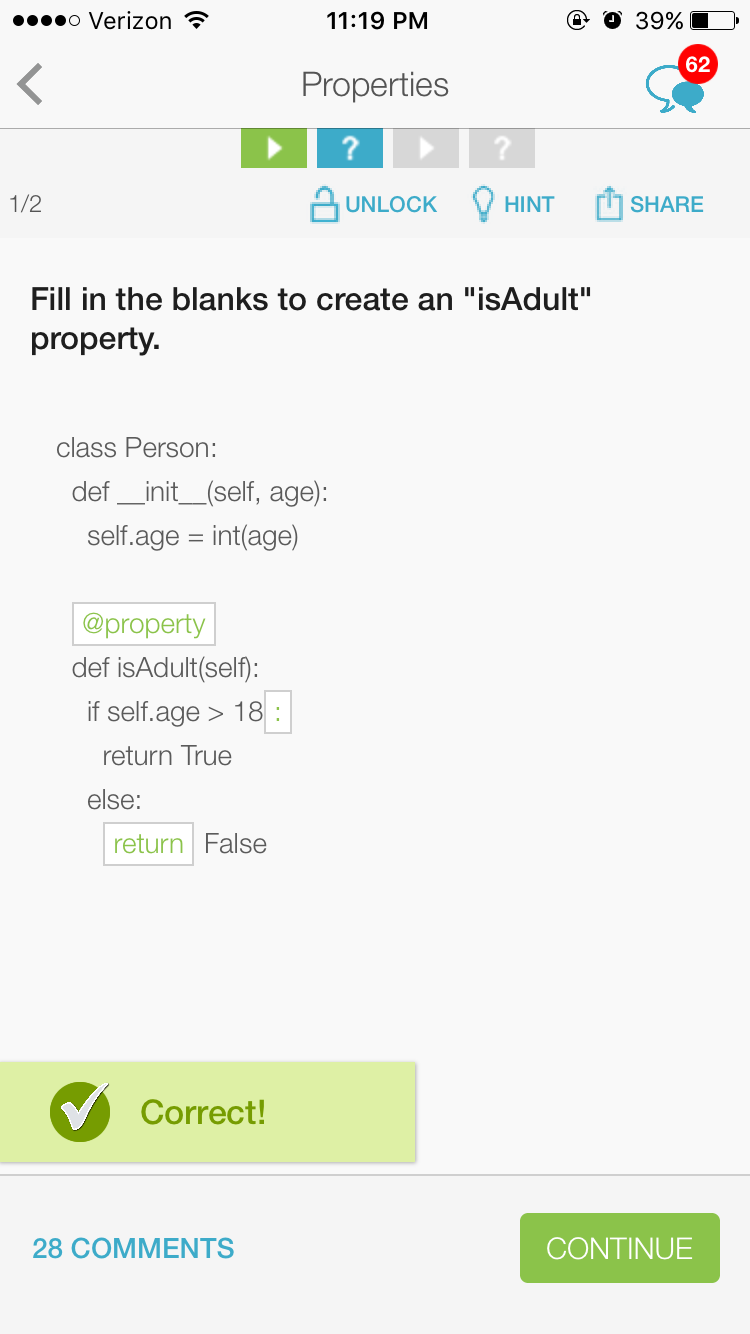 Verizon 11:19 PM 39%
Properties 62
? ?
1/2 UNLOCK HINT SHARE
Fill in the blanks to create an "isAdult"
property.
class Person:
def __init__(self, age):
self.age = int(age)
@property
def isAdult(self):
if self.age > 18 :
return True
else:
return False
Correct!
28 COMMENTS CONTINUE